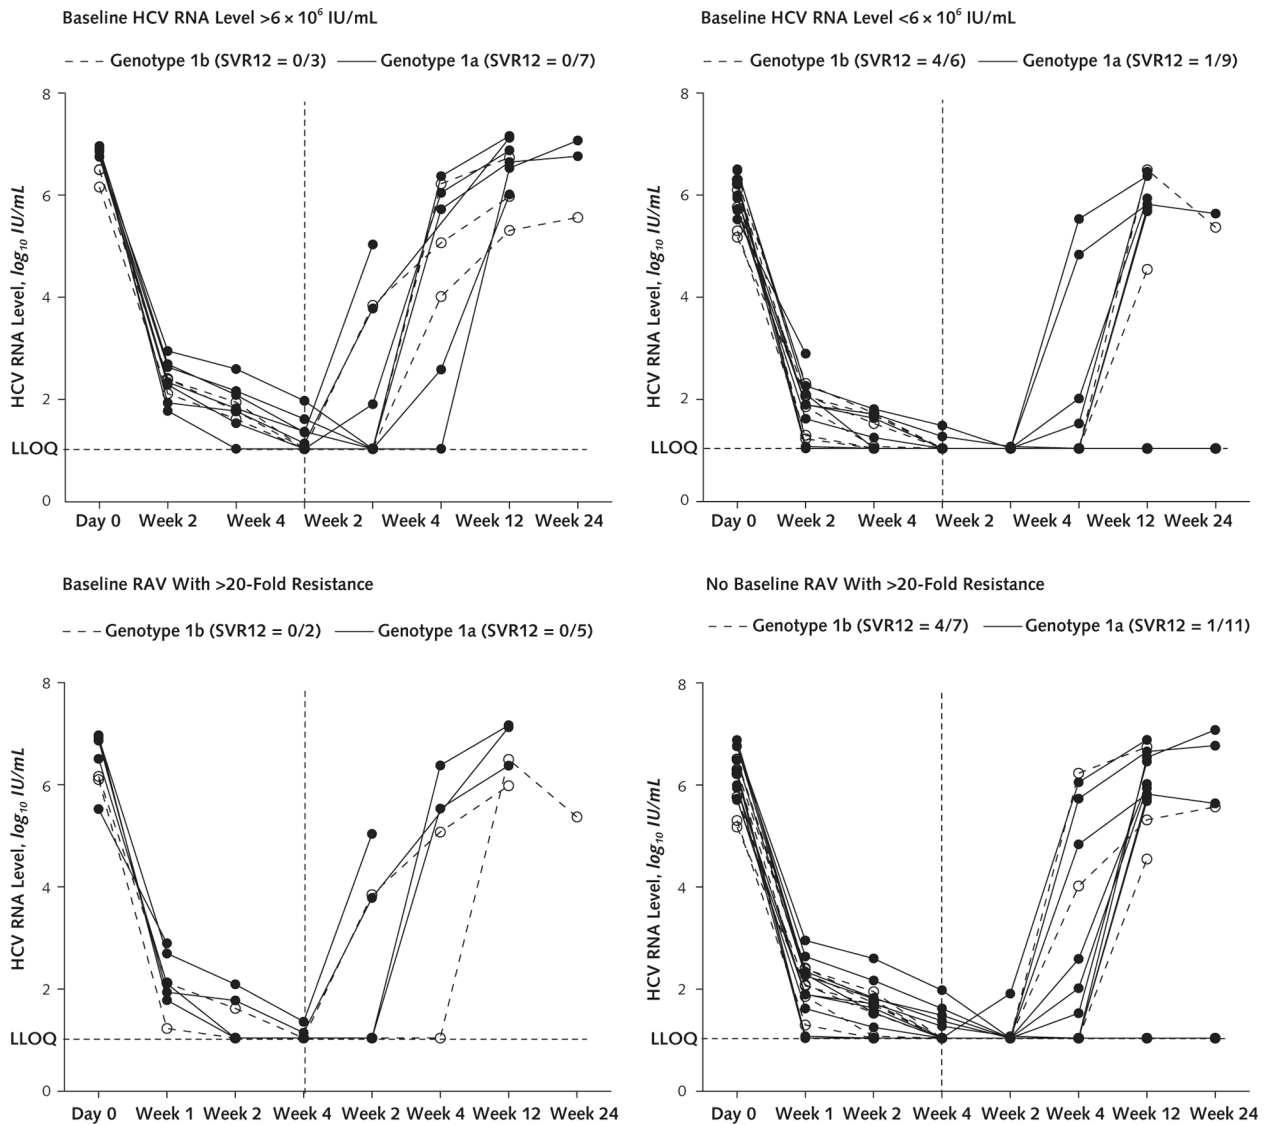 Baseline HCV RNA Level >6 × 10⁶ IU/mL
Genotype 1b (SVR12 = 0/3) Genotype 1a (SVR12 = 0/7)
8
6
4
2
LLOQ
0
HCV RNA Level, log₁₀ IU/mL
Day 0 Week 2 Week 4 Week 2 Week 4 Week 12 Week 24
Baseline HCV RNA Level <6 × 10⁶ IU/mL
Genotype 1b (SVR12 = 4/6) Genotype 1a (SVR12 = 1/9)
8
6
4
2
LLOQ
0
HCV RNA Level, log₁₀ IU/mL
Day 0 Week 2 Week 4 Week 2 Week 4 Week 12 Week 24
Baseline RAV With >20-Fold Resistance
Genotype 1b (SVR12 = 0/2) Genotype 1a (SVR12 = 0/5)
8
6
4
2
LLOQ
0
HCV RNA Level, log₁₀ IU/mL
Day 0 Week 1 Week 2 Week 4 Week 2 Week 4 Week 12 Week 24
No Baseline RAV With >20-Fold Resistance
Genotype 1b (SVR12 = 4/7) Genotype 1a (SVR12 = 1/11)
8
6
4
2
LLOQ
0
HCV RNA Level, log₁₀ IU/mL
Day 0 Week 1 Week 2 Week 4 Week 2 Week 4 Week 12 Week 24